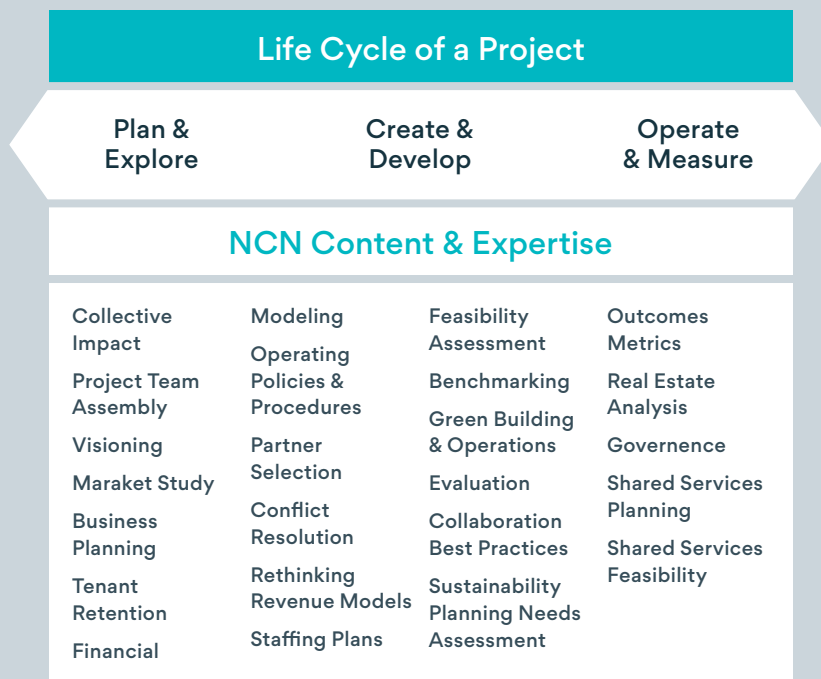 Life Cycle of a Project
Plan &
Explore
Create &
Develop
Operate
& Measure
NCN Content & Expertise
Collective
Impact
Project Team
Assembly
Visioning
Maraket Study
Business
Planning
Tenant
Retention
Financial
Modeling
Operating
Policies &
Procedures
Partner
Selection
Conflict
Resolution
Rethinking
Revenue Models
Staffing Plans
Feasibility
Assessment
Benchmarking
Green Building
& Operations
Evaluation
Collaboration
Best Practices
Sustainability
Planning Needs
Assessment
Outcomes
Metrics
Real Estate
Analysis
Governence
Shared Services
Planning
Shared Services
Feasibility